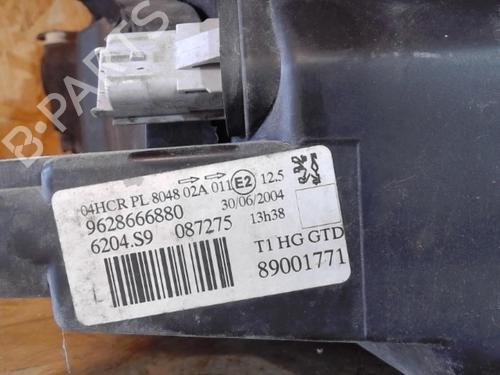 B-PARTS
04HCR PL 8048 02A 011 E2 12.5
9628666880 30/06/2004
6204.S9 087275 13h38
T1 HG GTD
L 89001771